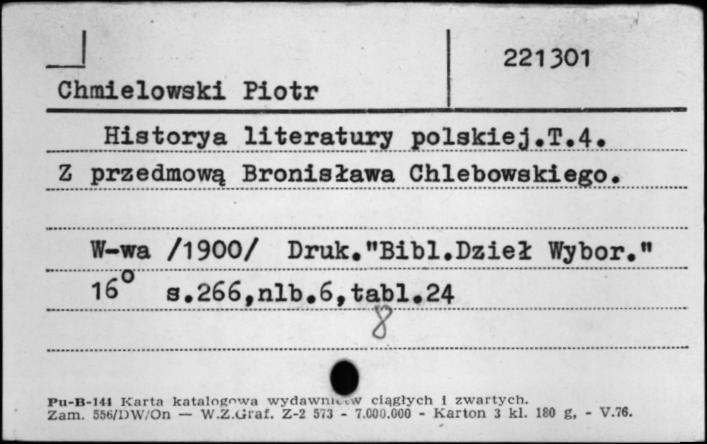 221301
Chmielowski Piotr
Historya literatury polskiej.T.4.
Z przedmową Bronisława Chlebowskiego.
W-wa /1900/ Druk."Bibl.Dzieł Wybor."
16° s.266,nlb.6,tabl.24
8
Pu-B-141 Karta katalogowa wydawnictw ciągłych i zwartych.
Zam. 556/DW/On — W.Z.Graf. Z-2 573 - 7.000.000 - Karton 3 kl. 180 g, - V.76.